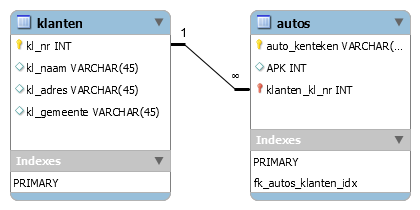 klanten
kl_nr INT
kl_naam VARCHAR(45)
kl_adres VARCHAR(45)
kl_gemeente VARCHAR(45)
Indexes
PRIMARY
1
∞
autos
auto_kenteken VARCHAR(...
APK INT
klanten_kl_nr INT
Indexes
PRIMARY
fk_autos_klanten_idx